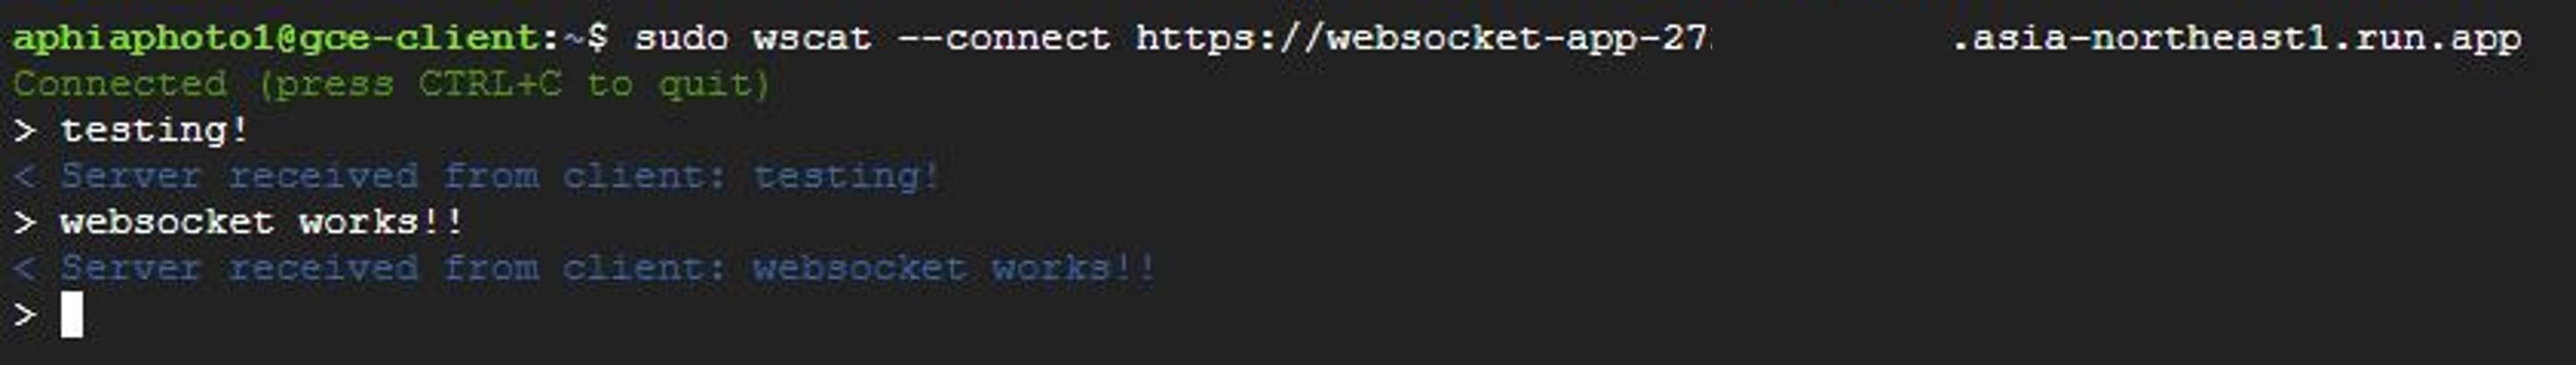 aphiaphoto1@gce-client:~$ sudo wscat --connect https://websocket-app-27 .asia-northeast1.run.app
Connected (press CTRL+C to quit)
> testing!
< Server received from client: testing!
> websocket works!!
< Server received from client: websocket works!!
>